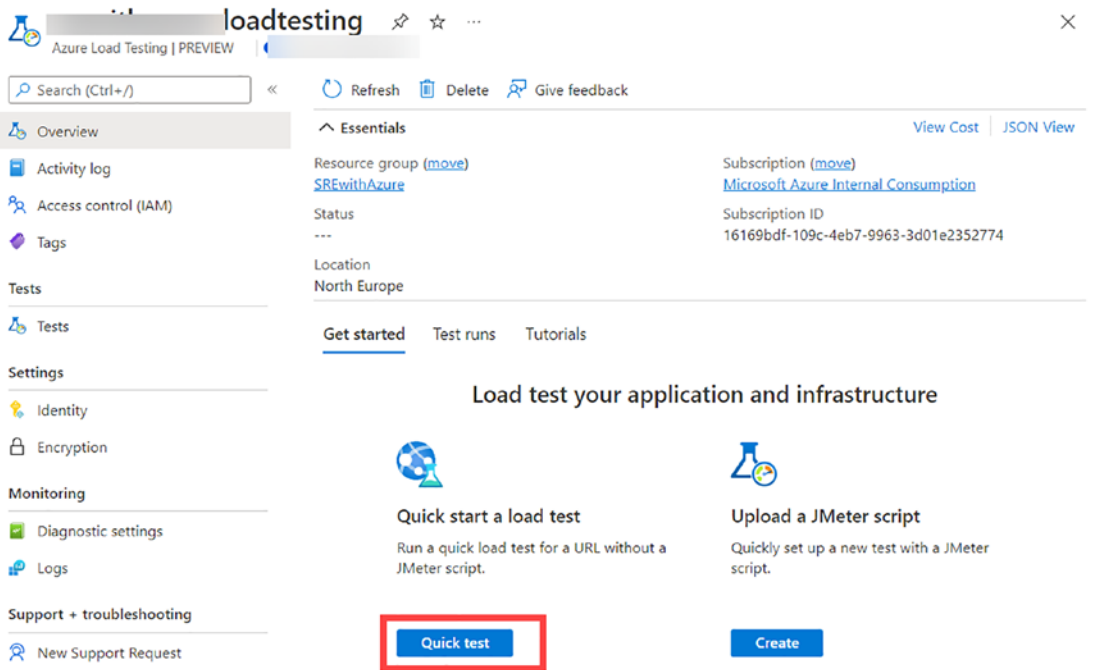 loadtesting
Azure Load Testing | PREVIEW
Search (Ctrl+/)
«
Refresh
Delete
Give feedback
Overview
Activity log
Access control (IAM)
Tags
Tests
Tests
Settings
Identity
Encryption
Monitoring
Diagnostic settings
Logs
Support + troubleshooting
New Support Request
Essentials
View Cost
JSON View
Resource group (move)
SREwithAzure
Status
---
Location
North Europe
Subscription (move)
Microsoft Azure Internal Consumption
Subscription ID
16169bdf-109c-4eb7-9963-3d01e2352774
Get started
Test runs
Tutorials
Load test your application and infrastructure
Quick start a load test
Run a quick load test for a URL without a
JMeter script.
Quick test
Upload a JMeter script
Quickly set up a new test with a JMeter
script.
Create